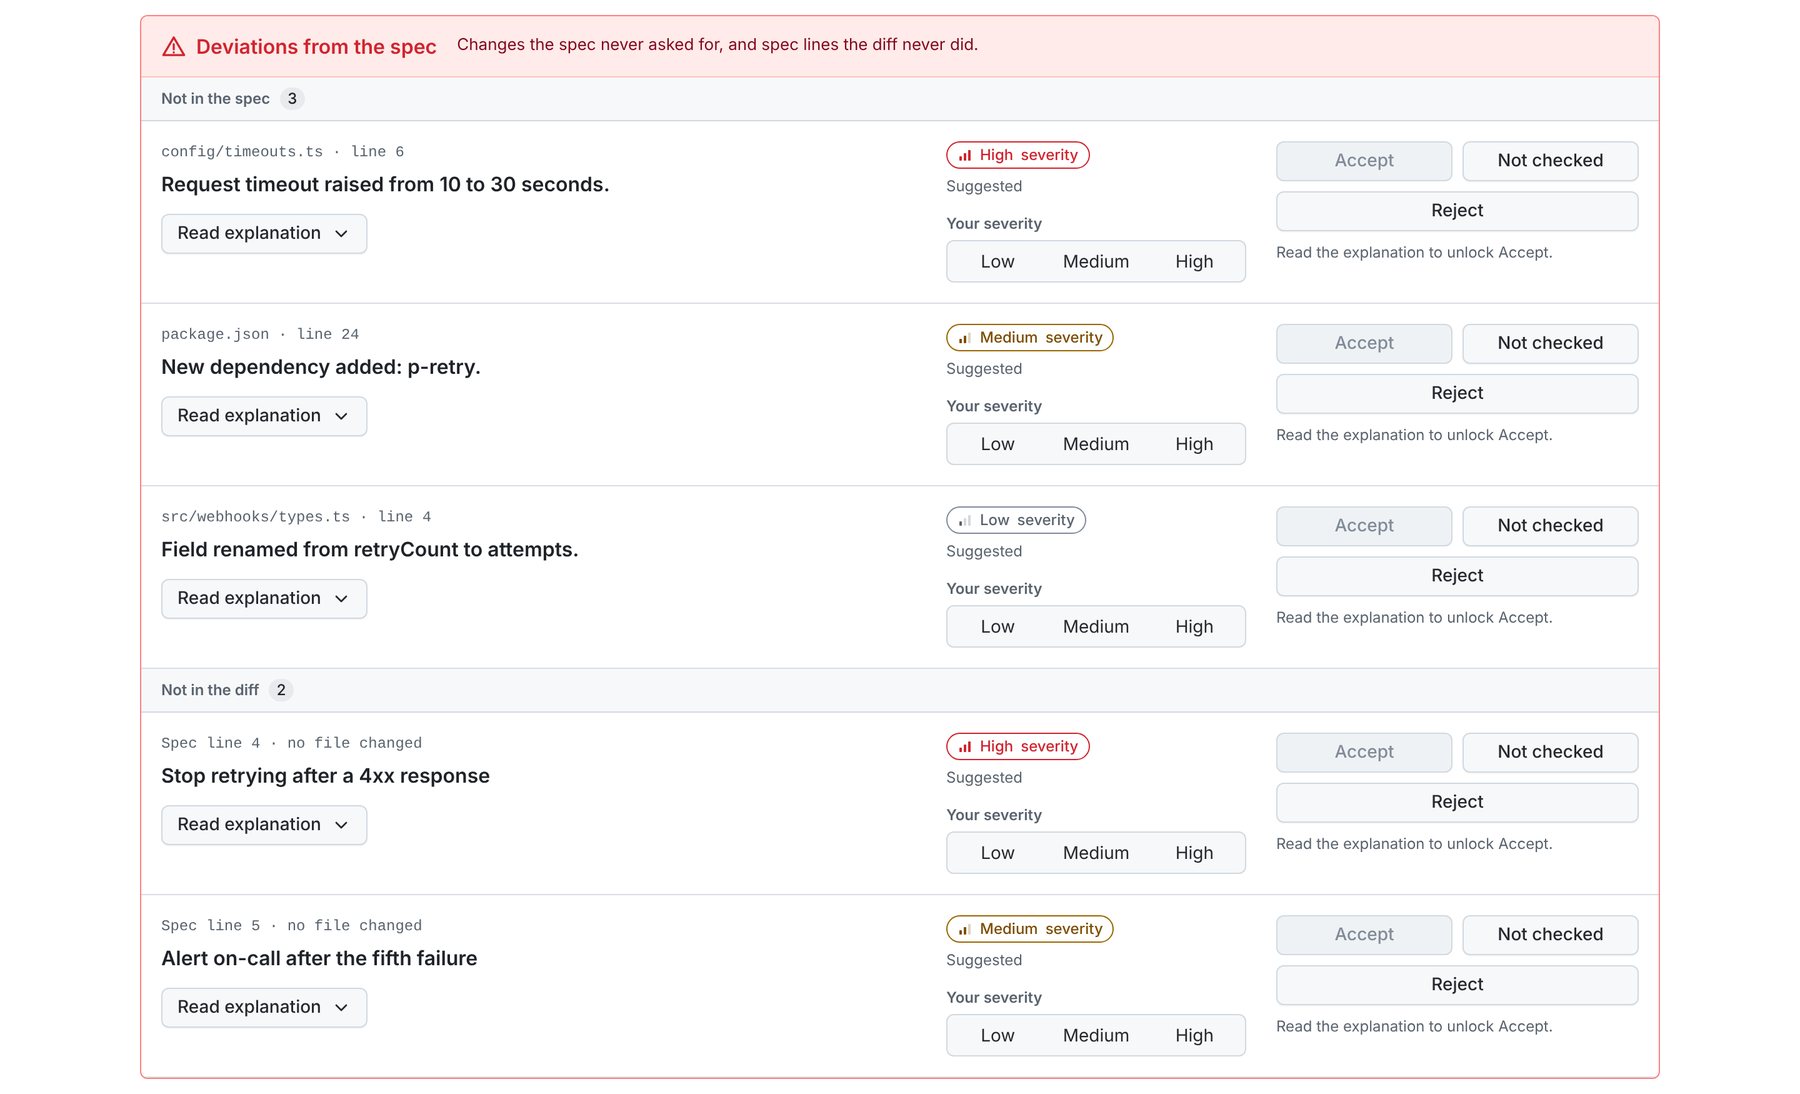 Deviations from the spec
Changes the spec never asked for, and spec lines the diff never did.
Not in the spec 3
config/timeouts.ts · line 6
Request timeout raised from 10 to 30 seconds.
Read explanation
High severity
Suggested
Your severity
Low Medium High
Accept Not checked
Reject
Read the explanation to unlock Accept.
package.json · line 24
New dependency added: p-retry.
Read explanation
Medium severity
Suggested
Your severity
Low Medium High
Accept Not checked
Reject
Read the explanation to unlock Accept.
src/webhooks/types.ts · line 4
Field renamed from retryCount to attempts.
Read explanation
Low severity
Suggested
Your severity
Low Medium High
Accept Not checked
Reject
Read the explanation to unlock Accept.
Not in the diff 2
Spec line 4 · no file changed
Stop retrying after a 4xx response
Read explanation
High severity
Suggested
Your severity
Low Medium High
Accept Not checked
Reject
Read the explanation to unlock Accept.
Spec line 5 · no file changed
Alert on-call after the fifth failure
Read explanation
Medium severity
Suggested
Your severity
Low Medium High
Accept Not checked
Reject
Read the explanation to unlock Accept.